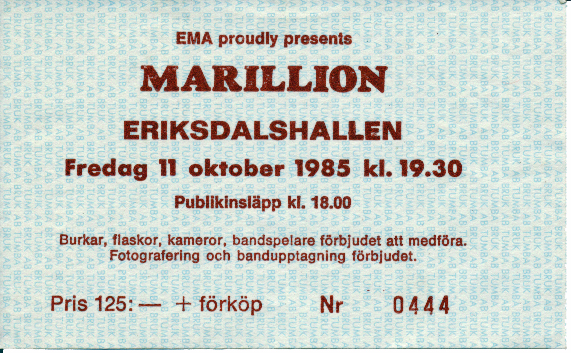 EMA proudly presents
MARILLION
ERIKSDALSHALLEN
Fredag 11 oktober 1985 kl. 19.30
Publikinsläpp kl. 18.00
Burkar, flaskor, kameror, bandspelare förbjudet att medföra.
Fotografering och bandupptagning förbjudet.
Pris 125: — + förköp Nr 0444